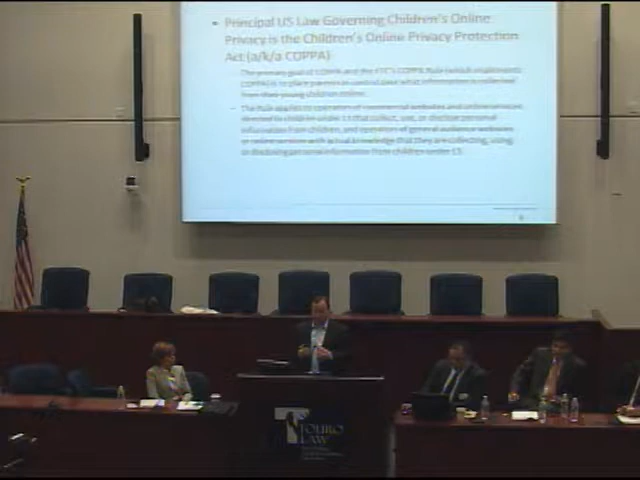 • Principal US Law Governing Children's Online
Privacy is the Children's Online Privacy Protection
Act (a/k/a COPPA)
– The primary goal of COPPA and the FTC's COPPA Rule (which implements
COPPA) is to place parents in control over what information is collected
from their young children online.
– The Rule applies to operators of commercial websites and online services
directed to children under 13 that collect, use, or disclose personal
information from children, and operators of general audience websites
or online services with actual knowledge that they are collecting, using,
or disclosing personal information from children under 13.
TOURO
LAW